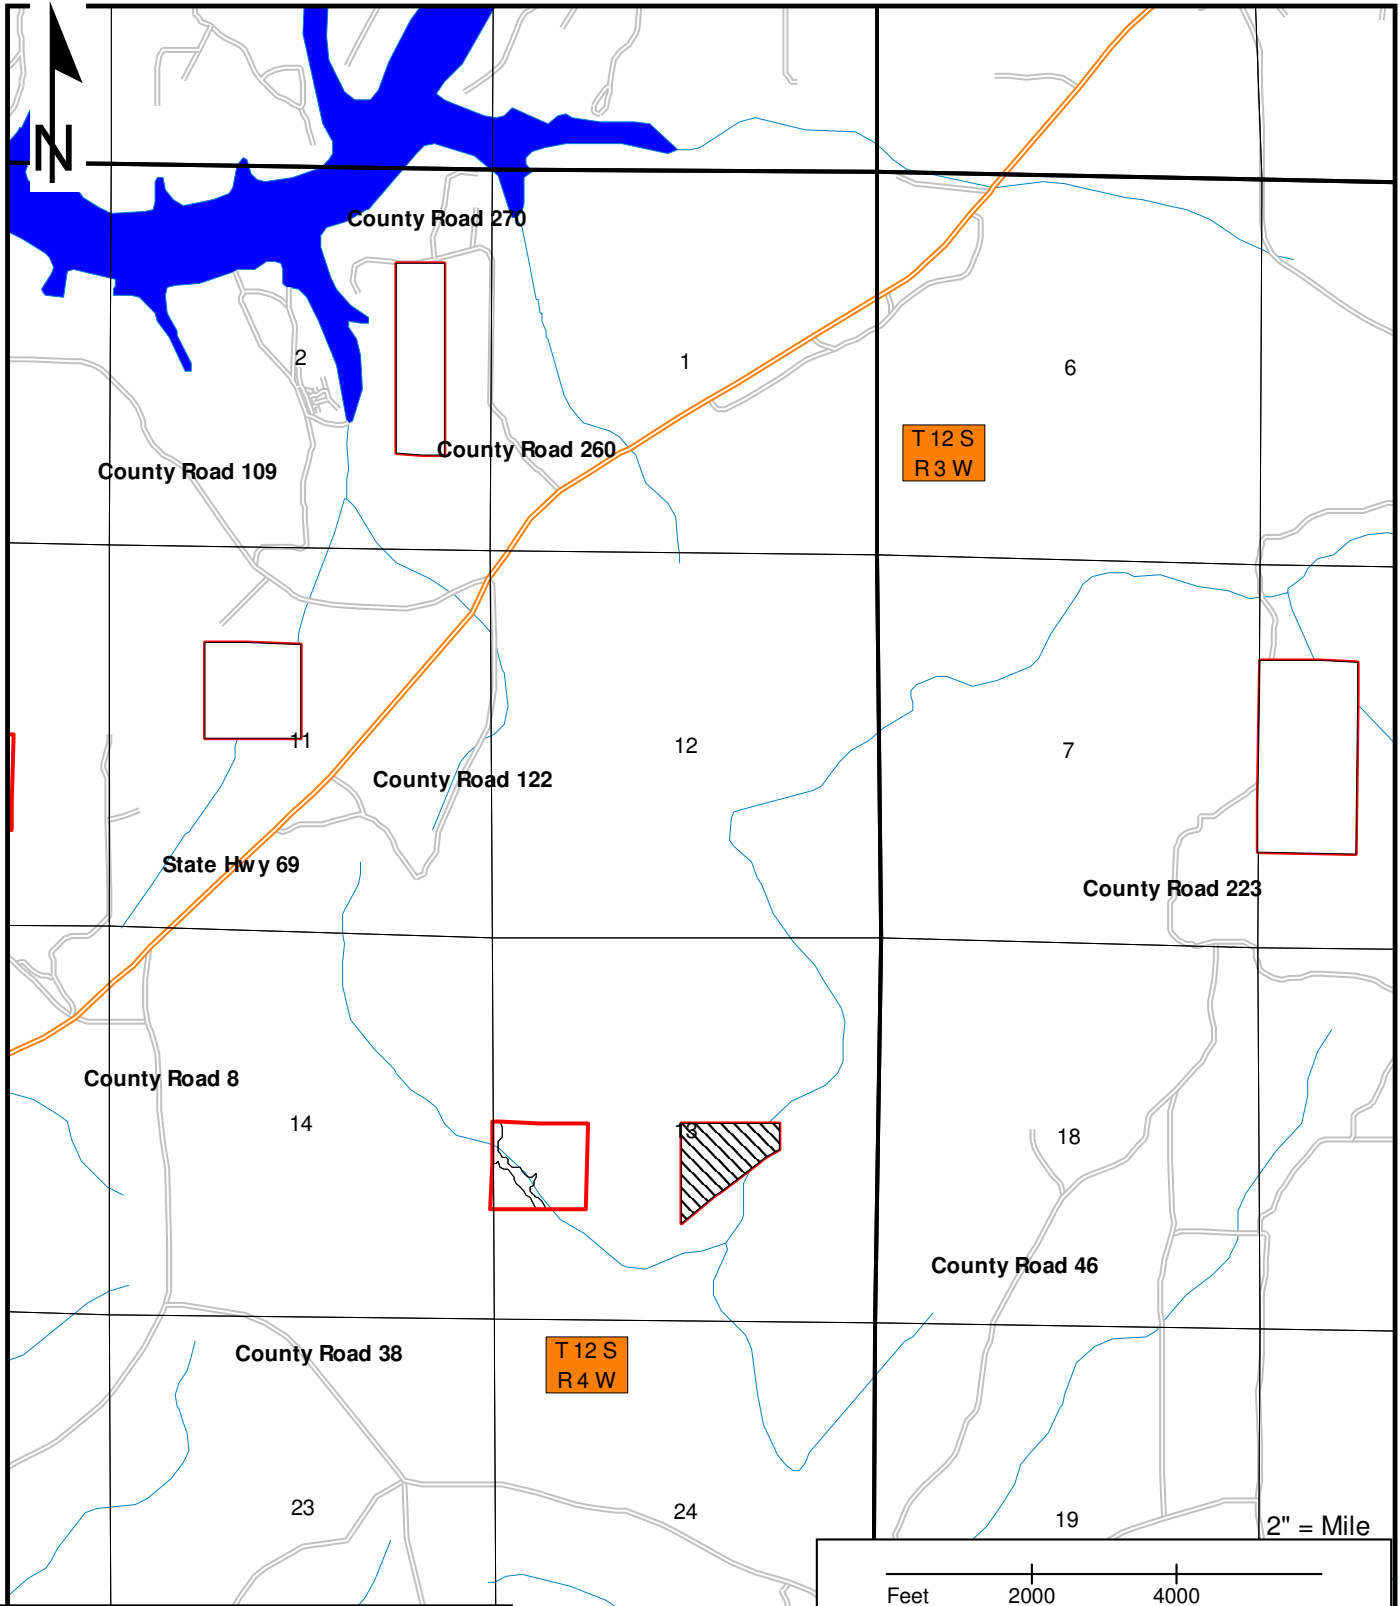 N
County Road 270
2
1
6
T 12 S
R 3 W
County Road 260
County Road 109
11
12
7
County Road 122
State Hwy 69
County Road 223
County Road 8
14
13
18
County Road 46
T 12 S
R 4 W
County Road 38
23
24
19
2" = Mile
Feet 2000 4000